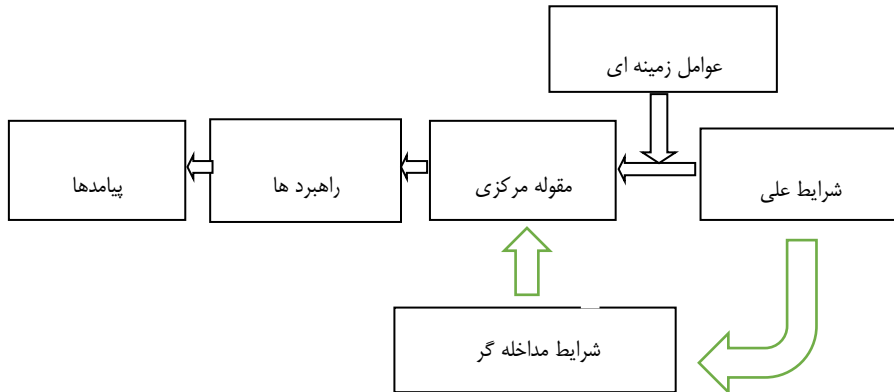 عوامل زمینه ای
شرایط علی
مقوله مرکزی
راهبرد ها
پیامدها
شرایط مداخله گر